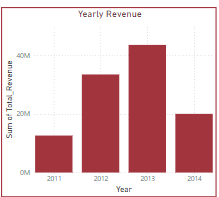 Yearly Revenue
Sum of Total_Revenue
40M
20M
0M
2011 2012 2013 2014
Year